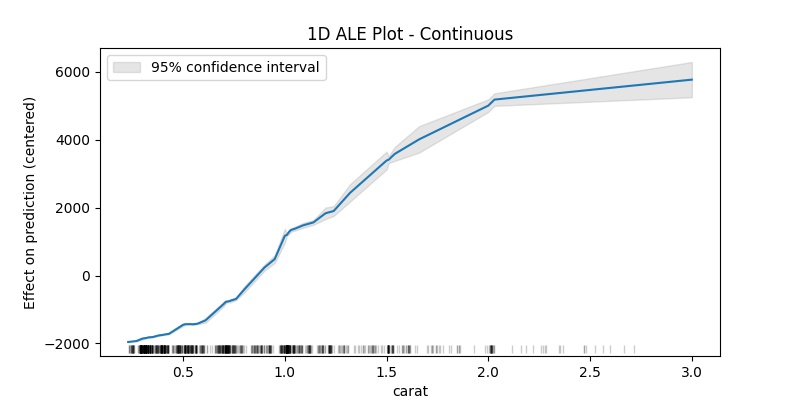 1D ALE Plot - Continuous
95% confidence interval
Effect on prediction (centered)
6000
4000
2000
0
−2000
0.5 1.0 1.5 2.0 2.5 3.0
carat